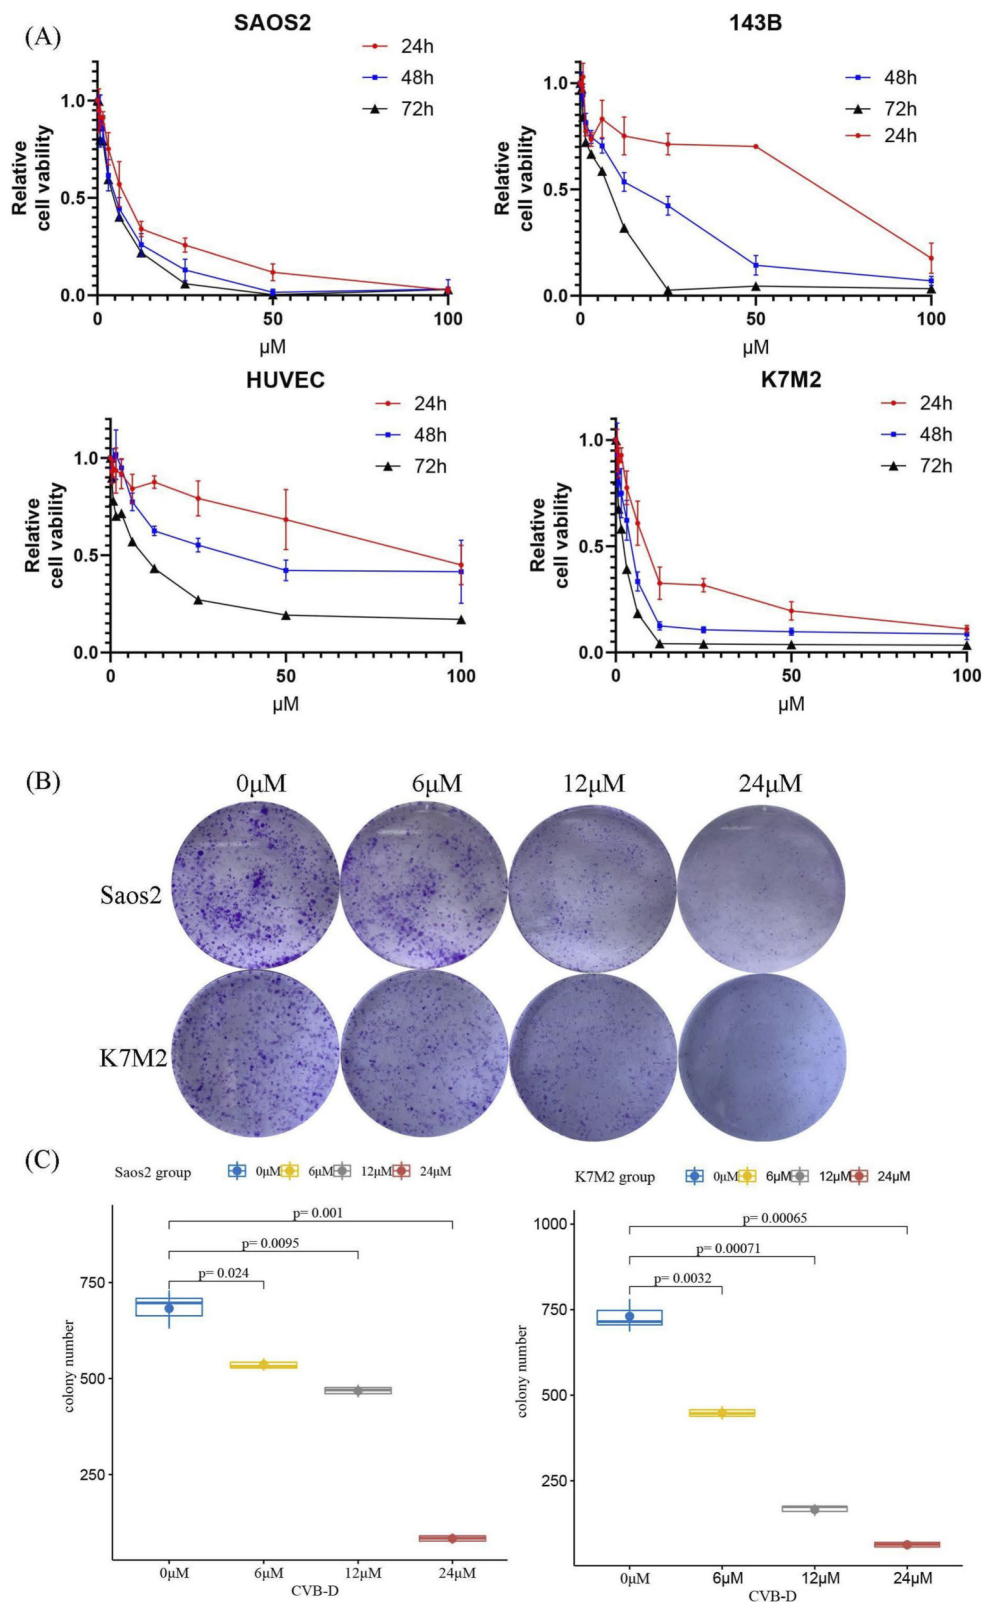 (A)
SAOS2
24h
48h
72h
Relative
cell vability
1.0
0.5
0.0
0 50 100
μM
143B
48h
72h
24h
Relative
cell vability
1.0
0.5
0.0
0 50 100
μM
HUVEC
24h
48h
72h
Relative
cell vability
1.0
0.5
0.0
0 50 100
μM
K7M2
24h
48h
72h
Relative
cell vability
1.0
0.5
0.0
0 50 100
μM
(B)
0μM 6μM 12μM 24μM
Saos2
K7M2
(C)
Saos2 group 0μM 6μM 12μM 24μM
p= 0.001
p= 0.0095
p= 0.024
750
500
250
colony number
0μM 6μM 12μM 24μM
CVB-D
K7M2 group 0μM 6μM 12μM 24μM
1000
p= 0.00065
p= 0.00071
p= 0.0032
750
500
250
colony number
0μM 6μM 12μM 24μM
CVB-D